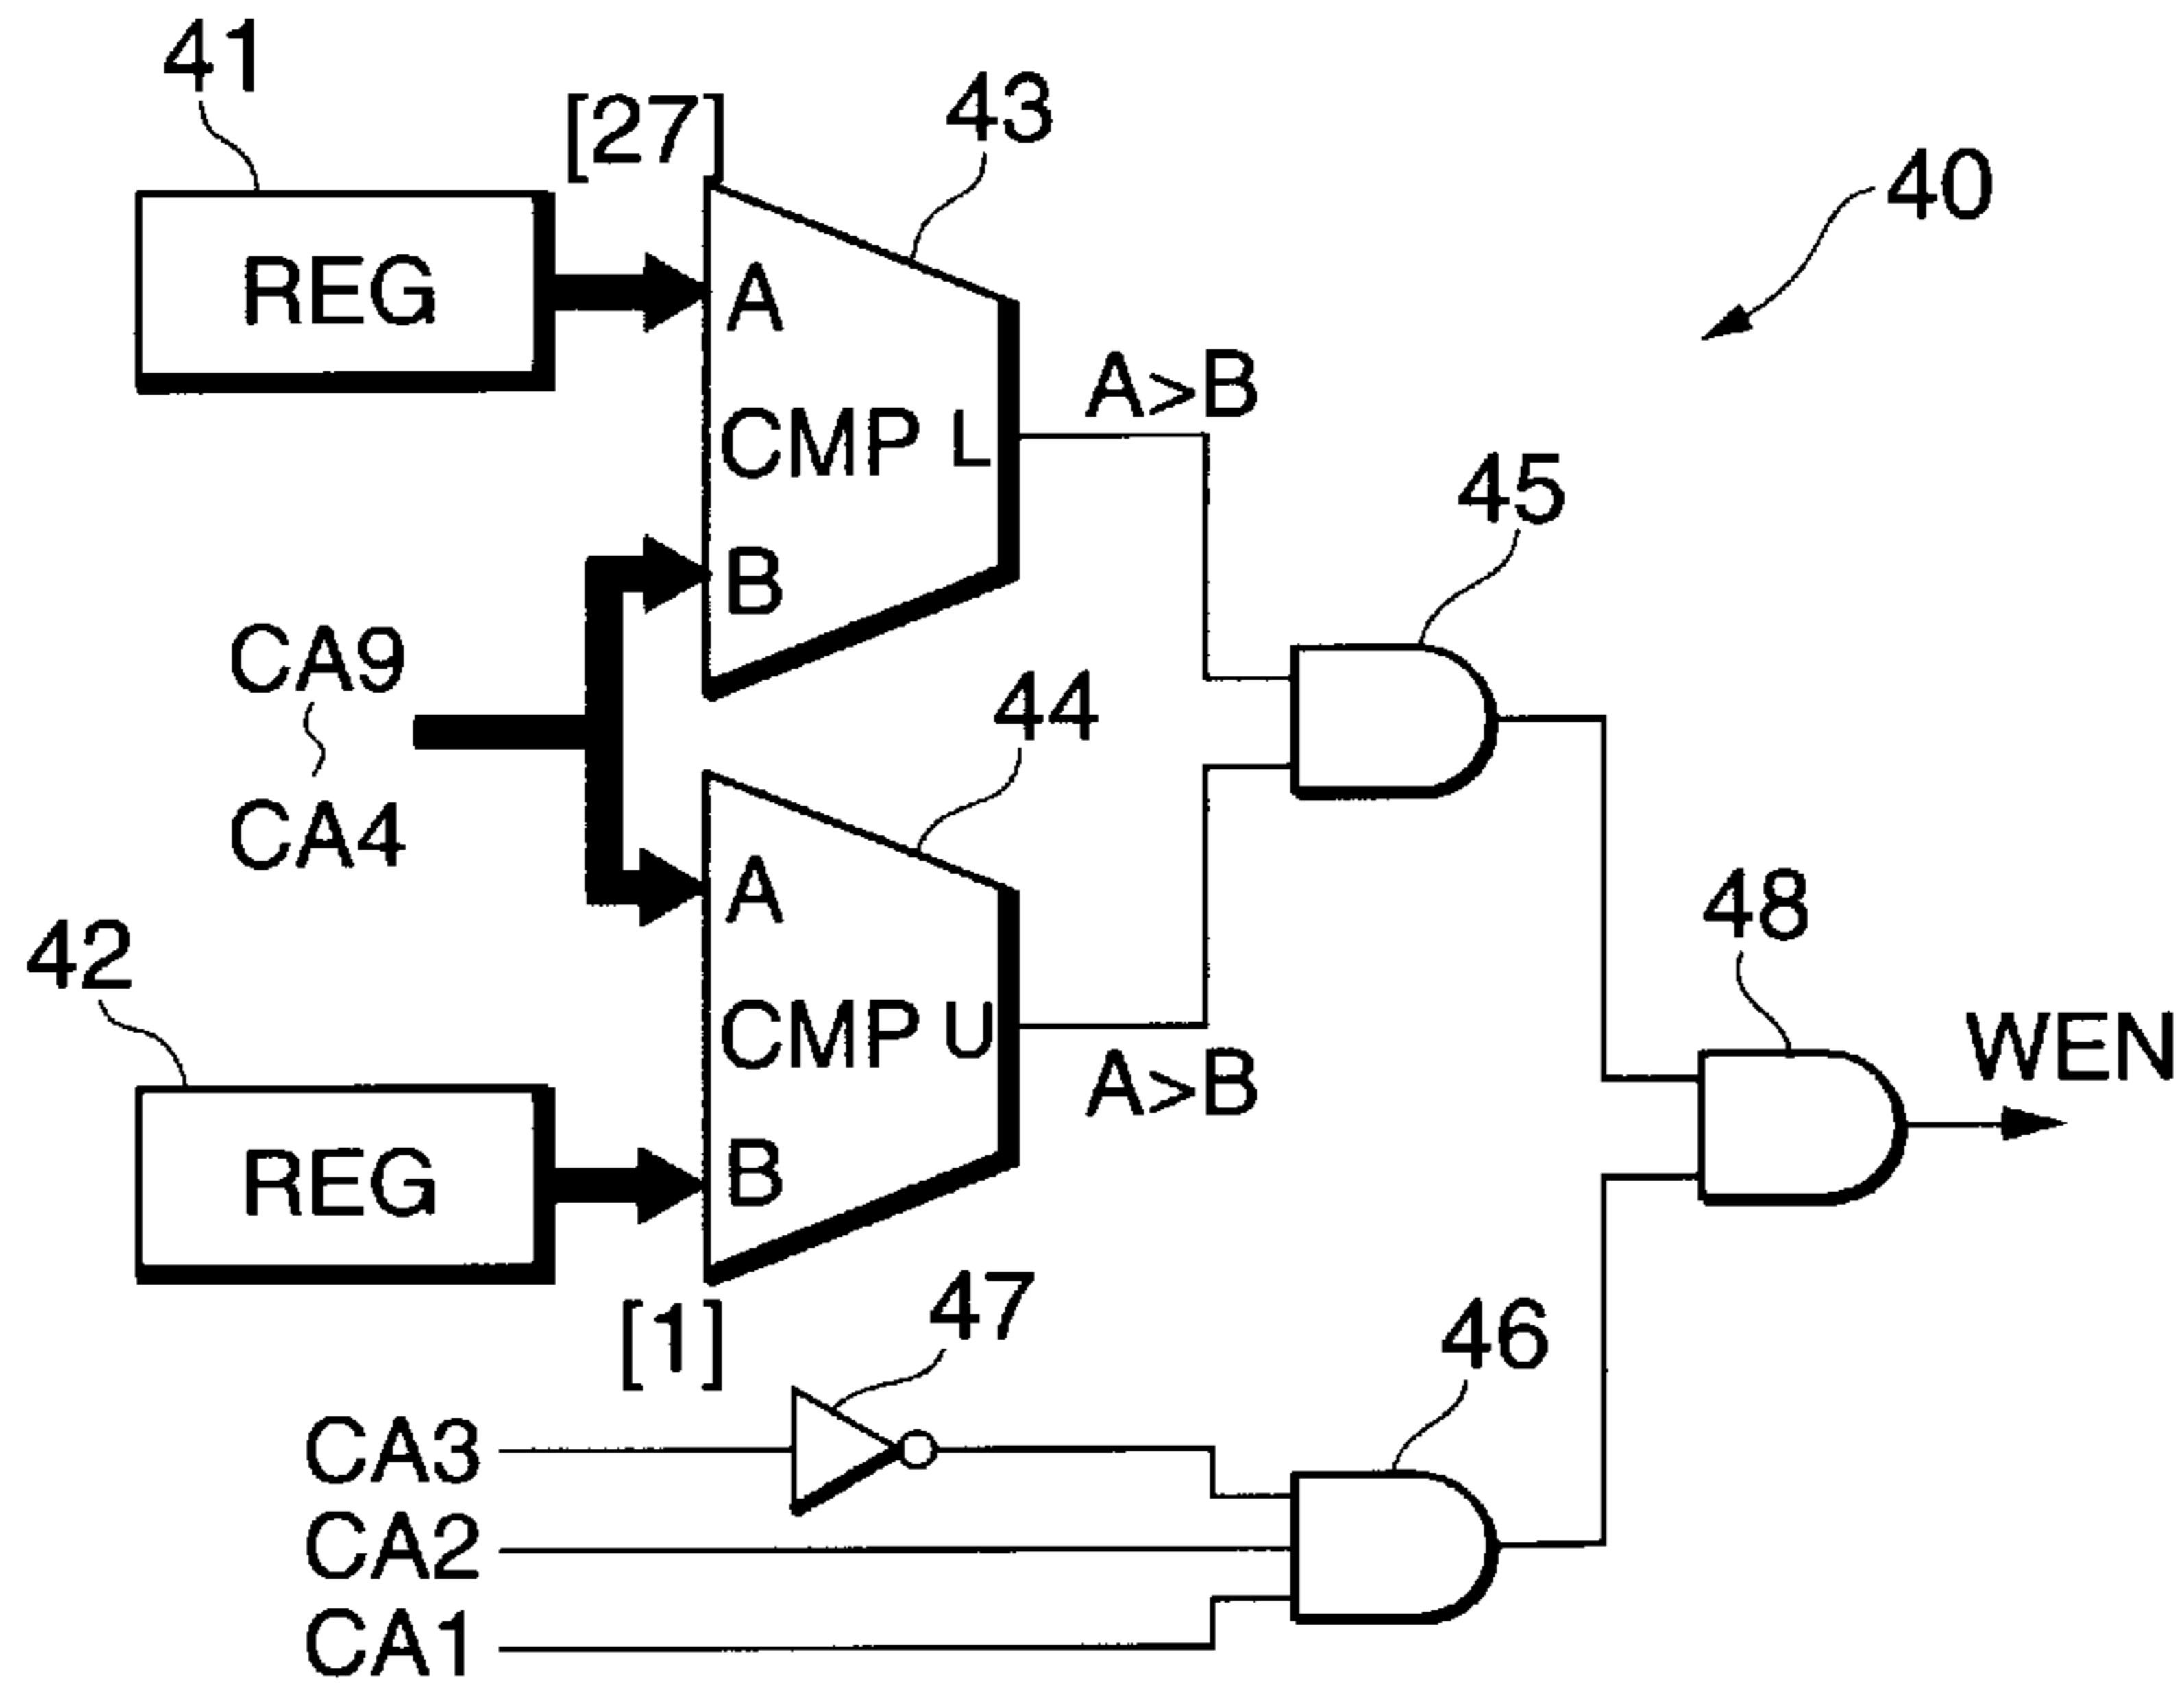 41
[27]
43
40
REG
A
CMP L
B
A>B
45
CA9
CA4
44
A
CMP U
B
A>B
42
REG
48
WEN
[1]
47
46
CA3
CA2
CA1